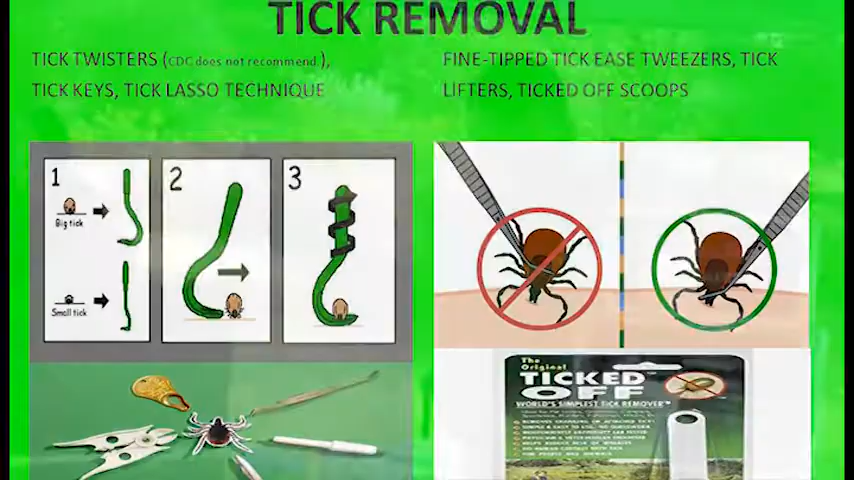 TICK REMOVAL
TICK TWISTERS (CDC does not recommend.),
TICK KEYS, TICK LASSO TECHNIQUE
FINE-TIPPED TICK EASE TWEEZERS, TICK
LIFTERS, TICKED OFF SCOOPS
1
Big tick
Small tick
2
3
The
Original
TICKED
OFF
WORLD'S SIMPLEST TICK REMOVER